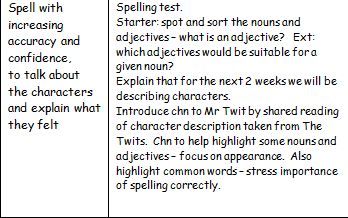 Spell with
increasing
accuracy and
confidence,
to talk about
the characters
and explain what
they felt
Spelling test.
Starter: spot and sort the nouns and
adjectives – what is an adjective? Ext:
which adjectives would be suitable for a
given noun?
Explain that for the next 2 weeks we will be
describing characters.
Introduce chn to Mr Twit by shared reading
of character description taken from The
Twits. Chn to help highlight some nouns and
adjectives – focus on appearance. Also
highlight common words – stress importance
of spelling correctly.